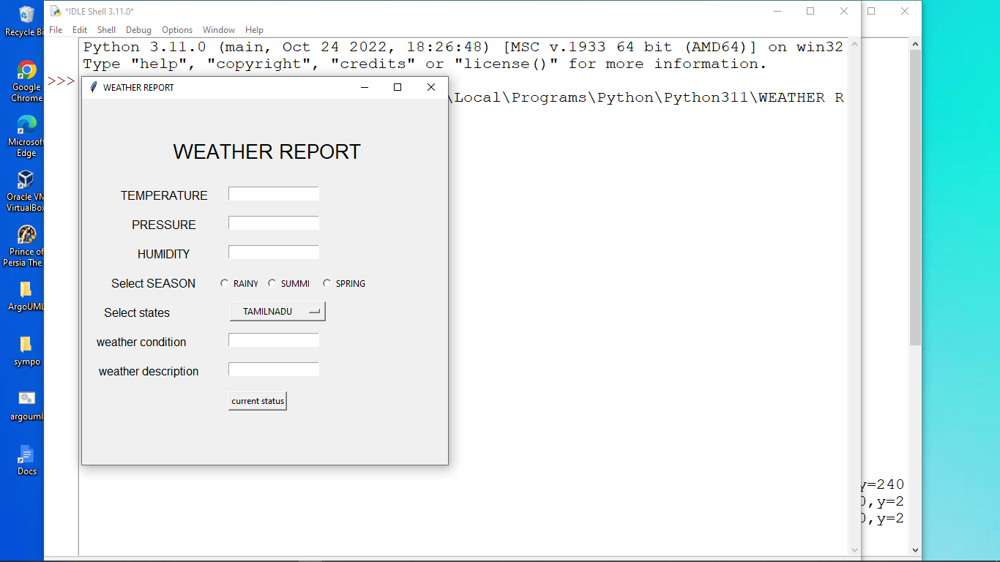 *IDLE Shell 3.11.0*
File Edit Shell Debug Options Window Help
Python 3.11.0 (main, Oct 24 2022, 18:26:48) [MSC v.1933 64 bit (AMD64)] on win32
Type "help", "copyright", "credits" or "license()" for more information.
>>>
\Local\Programs\Python\Python311\WEATHER R
WEATHER REPORT
WEATHER REPORT
TEMPERATURE
PRESSURE
HUMIDITY
Select SEASON RAINY SUMMI SPRING
Select states TAMILNADU
weather condition
weather description
current status
y=240
0,y=2
0,y=2
Recycle Bi
Google
Chrome
Microsoft
Edge
Oracle VM
VirtualBox
Prince of
Persia The
ArgoUML
sympo
argouml
Docs